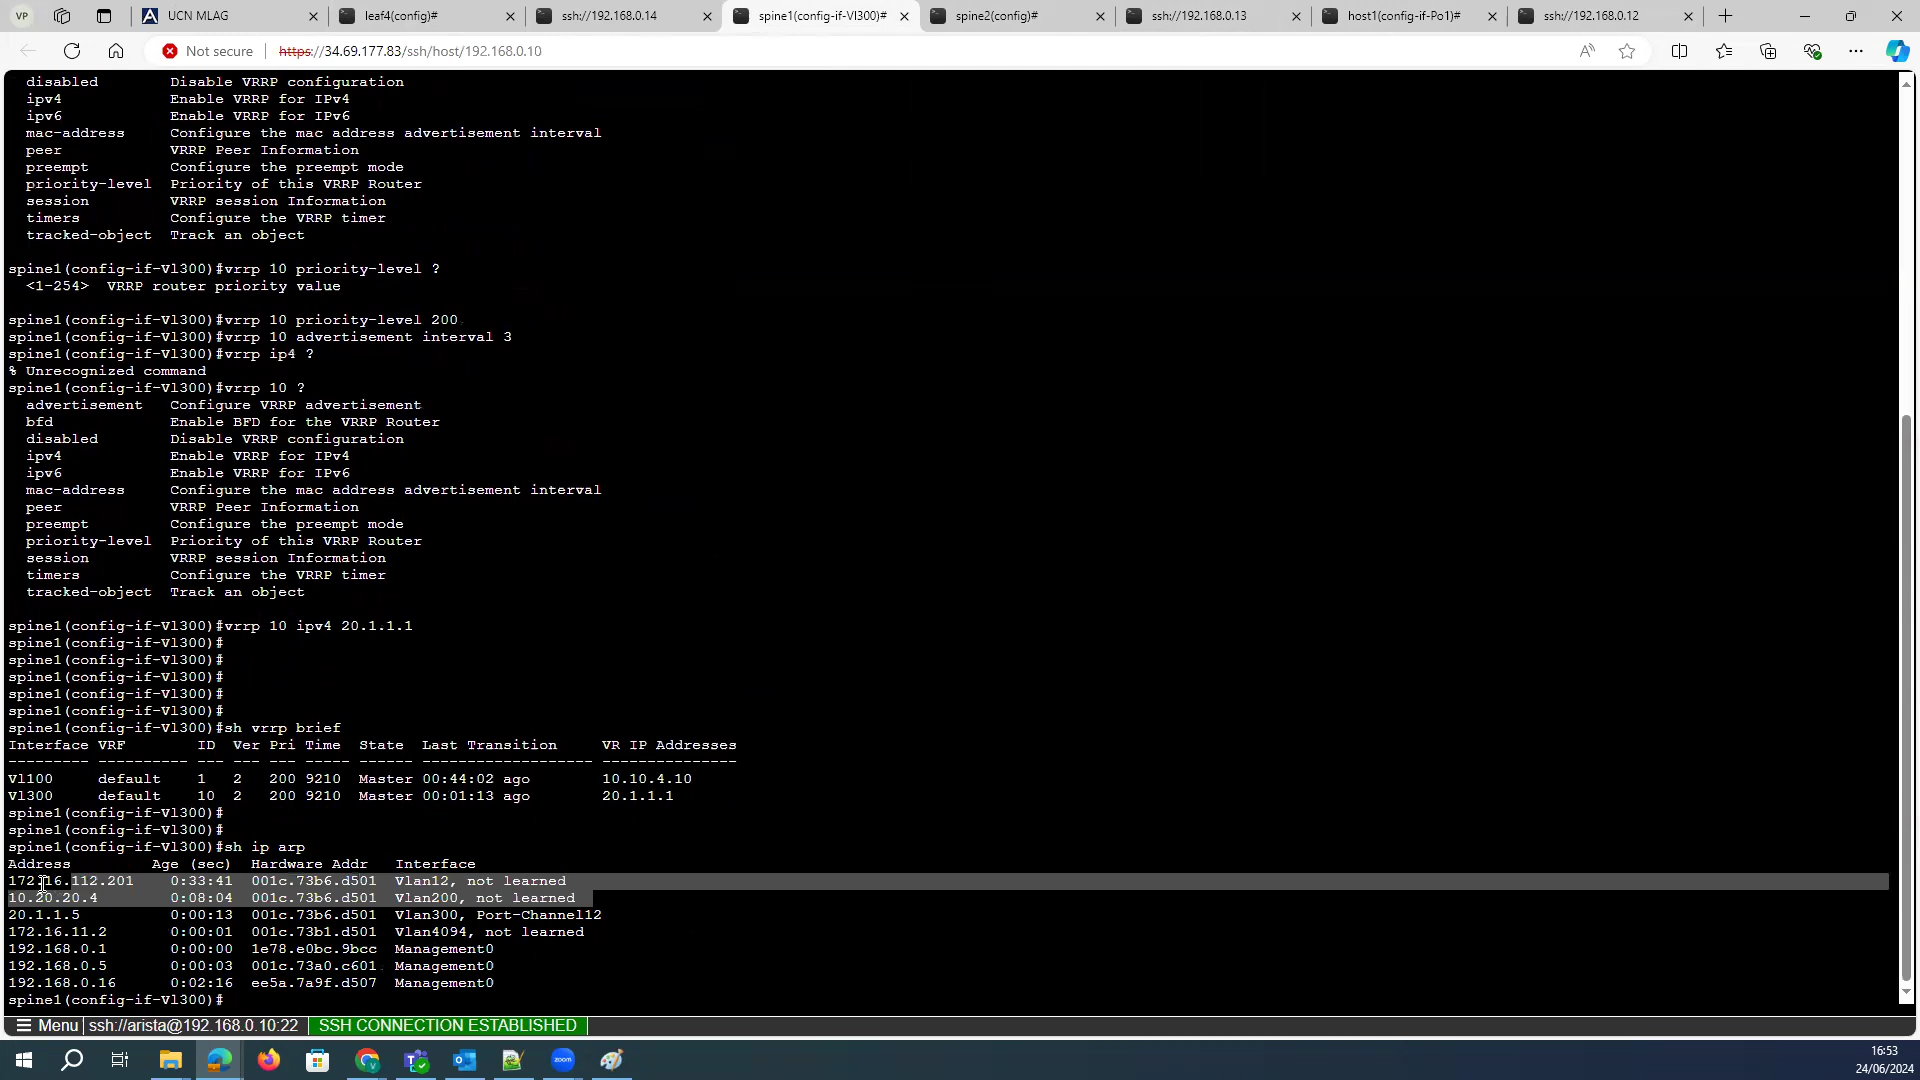 VP
UCN MLAG
leaf4(config)#
ssh://192.168.0.14
spine1(config-if-Vl300)#
spine2(config)#
ssh://192.168.0.13
host1(config-if-Po1)#
ssh://192.168.0.12
Not secure
https://34.69.177.83/ssh/host/192.168.0.10
disabled Disable VRRP configuration
ipv4 Enable VRRP for IPv4
ipv6 Enable VRRP for IPv6
mac-address Configure the mac address advertisement interval
peer VRRP Peer Information
preempt Configure the preempt mode
priority-level Priority of this VRRP Router
session VRRP session Information
timers Configure the VRRP timer
tracked-object Track an object
spine1(config-if-Vl300)#vrrp 10 priority-level ?
<1-254> VRRP router priority value
spine1(config-if-Vl300)#vrrp 10 priority-level 200
spine1(config-if-Vl300)#vrrp 10 advertisement interval 3
spine1(config-if-Vl300)#vrrp ip4 ?
% Unrecognized command
spine1(config-if-Vl300)#vrrp 10 ?
advertisement Configure VRRP advertisement
bfd Enable BFD for the VRRP Router
disabled Disable VRRP configuration
ipv4 Enable VRRP for IPv4
ipv6 Enable VRRP for IPv6
mac-address Configure the mac address advertisement interval
peer VRRP Peer Information
preempt Configure the preempt mode
priority-level Priority of this VRRP Router
session VRRP session Information
timers Configure the VRRP timer
tracked-object Track an object
spine1(config-if-Vl300)#vrrp 10 ipv4 20.1.1.1
spine1(config-if-Vl300)#
spine1(config-if-Vl300)#
spine1(config-if-Vl300)#
spine1(config-if-Vl300)#
spine1(config-if-Vl300)#
spine1(config-if-Vl300)#sh vrrp brief
Interface VRF ID Ver Pri Time State Last Transition VR IP Addresses
--------- ---------- --- --- --- ----- ------ ------------------- ---------------
Vl100 default 1 2 200 9210 Master 00:44:02 ago 10.10.4.10
Vl300 default 10 2 200 9210 Master 00:01:13 ago 20.1.1.1
spine1(config-if-Vl300)#
spine1(config-if-Vl300)#
spine1(config-if-Vl300)#sh ip arp
Address Age (sec) Hardware Addr Interface
172.16.112.201 0:33:41 001c.73b6.d501 Vlan12, not learned
10.20.20.4 0:08:04 001c.73b6.d501 Vlan200, not learned
20.1.1.5 0:00:13 001c.73b6.d501 Vlan300, Port-Channel12
172.16.11.2 0:00:01 001c.73b1.d501 Vlan4094, not learned
192.168.0.1 0:00:00 1e78.e0bc.9bcc Management0
192.168.0.5 0:00:03 001c.73a0.c601 Management0
192.168.0.16 0:02:16 ee5a.7a9f.d507 Management0
spine1(config-if-Vl300)#
Menu ssh://arista@192.168.0.10:22 SSH CONNECTION ESTABLISHED
16:53
24/06/2024